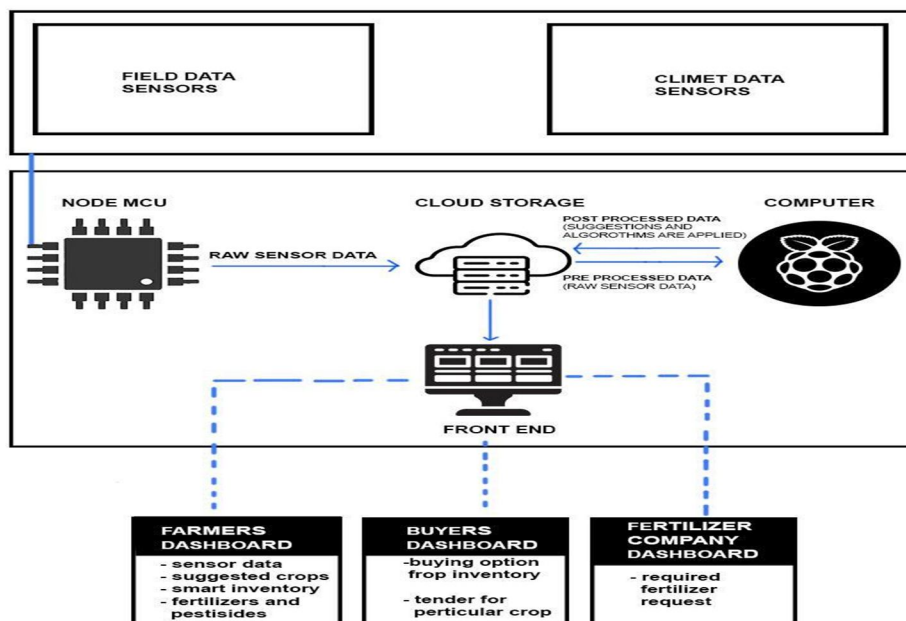 FIELD DATA
SENSORS
CLIMET DATA
SENSORS
NODE MCU
CLOUD STORAGE
COMPUTER
RAW SENSOR DATA
POST PROCESSED DATA
(SUGGESTIONS AND
ALGOROTHMS ARE APPLIED)
PRE PROCESSED DATA
(RAW SENSOR DATA)
FRONT END
FARMERS
DASHBOARD
- sensor data
- suggested crops
- smart inventory
- fertilizers and
pestisides
BUYERS
DASHBOARD
-buying option
frop inventory
- tender for
perticular crop
FERTILIZER
COMPANY
DASHBOARD
- required
fertilizer
request